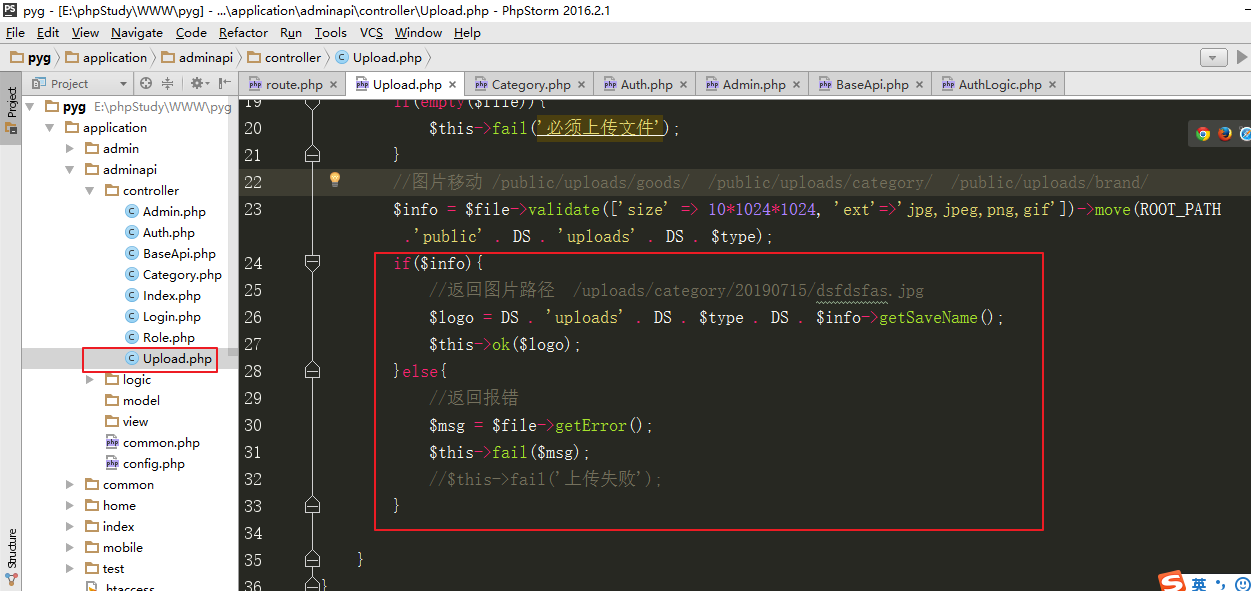 pyg - [E:\phpStudy\WWW\pyg] - ...\application\adminapi\controller\Upload.php - PhpStorm 2016.2.1
File Edit View Navigate Code Refactor Run Tools VCS Window Help
pyg application adminapi controller Upload.php
Project
route.php Upload.php Category.php Auth.php Admin.php BaseApi.php AuthLogic.php
Project
Structure
pyg E:\phpStudy\WWW\pyg
application
admin
adminapi
controller
Admin.php
Auth.php
BaseApi.php
Category.php
Index.php
Login.php
Role.php
Upload.php
logic
model
view
common.php
config.php
common
home
index
mobile
test
.htaccess
19 if(empty($file)){
20 $this->fail('必须上传文件');
21 }
22 //图片移动 /public/uploads/goods/ /public/uploads/category/ /public/uploads/brand/
23 $info = $file->validate(['size' => 10*1024*1024, 'ext'=>'jpg,jpeg,png,gif'])->move(ROOT_PATH
.'public' . DS . 'uploads' . DS . $type);
24 if($info){
25 //返回图片路径 /uploads/category/20190715/dsfdsfas.jpg
26 $logo = DS . 'uploads' . DS . $type . DS . $info->getSaveName();
27 $this->ok($logo);
28 }else{
29 //返回报错
30 $msg = $file->getError();
31 $this->fail($msg);
32 //$this->fail('上传失败');
33 }
34
35 }
36 }
英